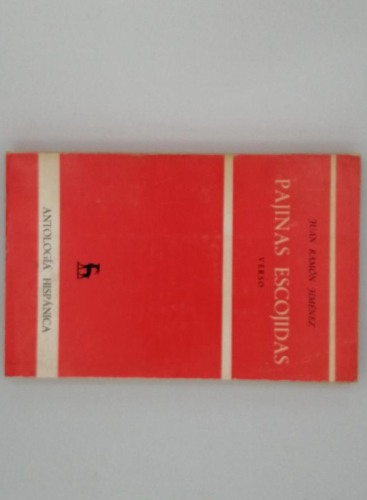 JUAN RAMÓN JIMÉNEZ
PAJINAS ESCOJIDAS
VERSO
ANTOLOGÍA HISPÁNICA